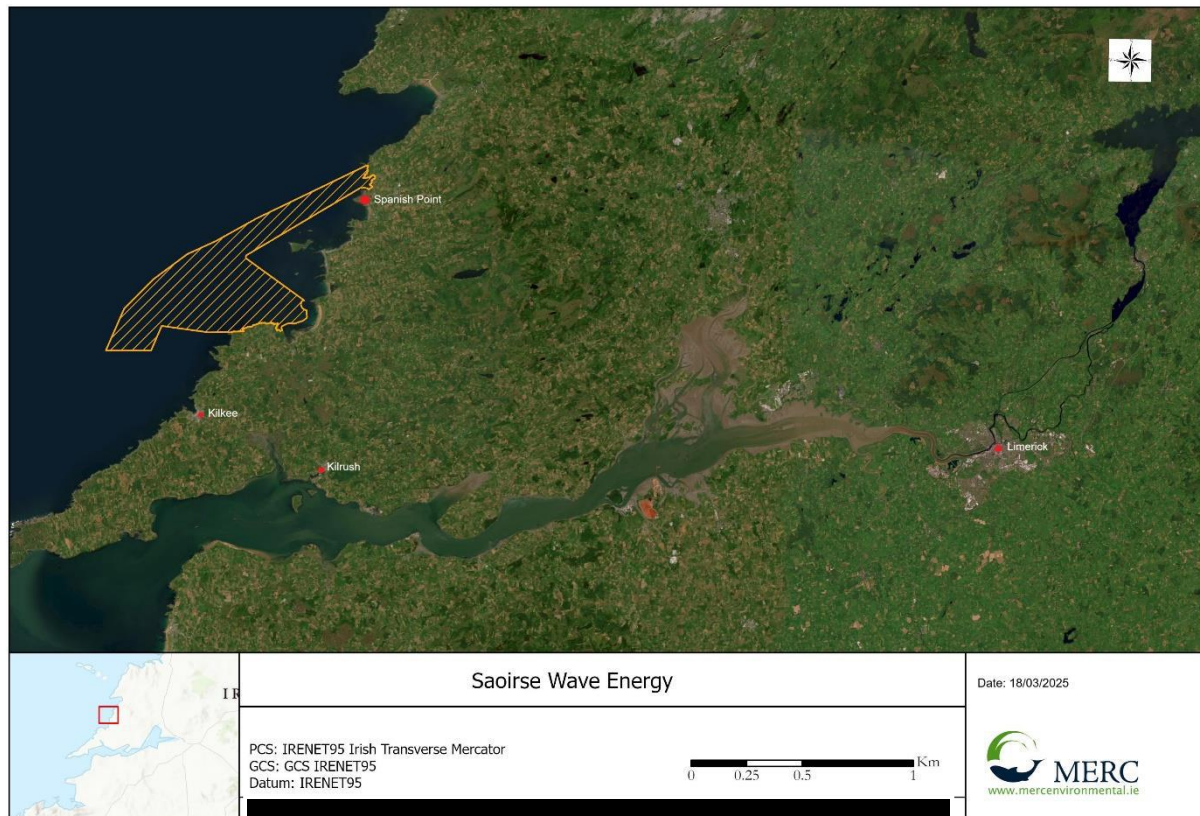 Spanish Point
Kilkee
Kilrush
Limerick
IR
Saoirse Wave Energy
PCS: IRENET95 Irish Transverse Mercator
GCS: GCS IRENET95
Datum: IRENET95
0 0.25 0.5 1 Km
Date: 18/03/2025
MERC
www.mercenvironmental.ie